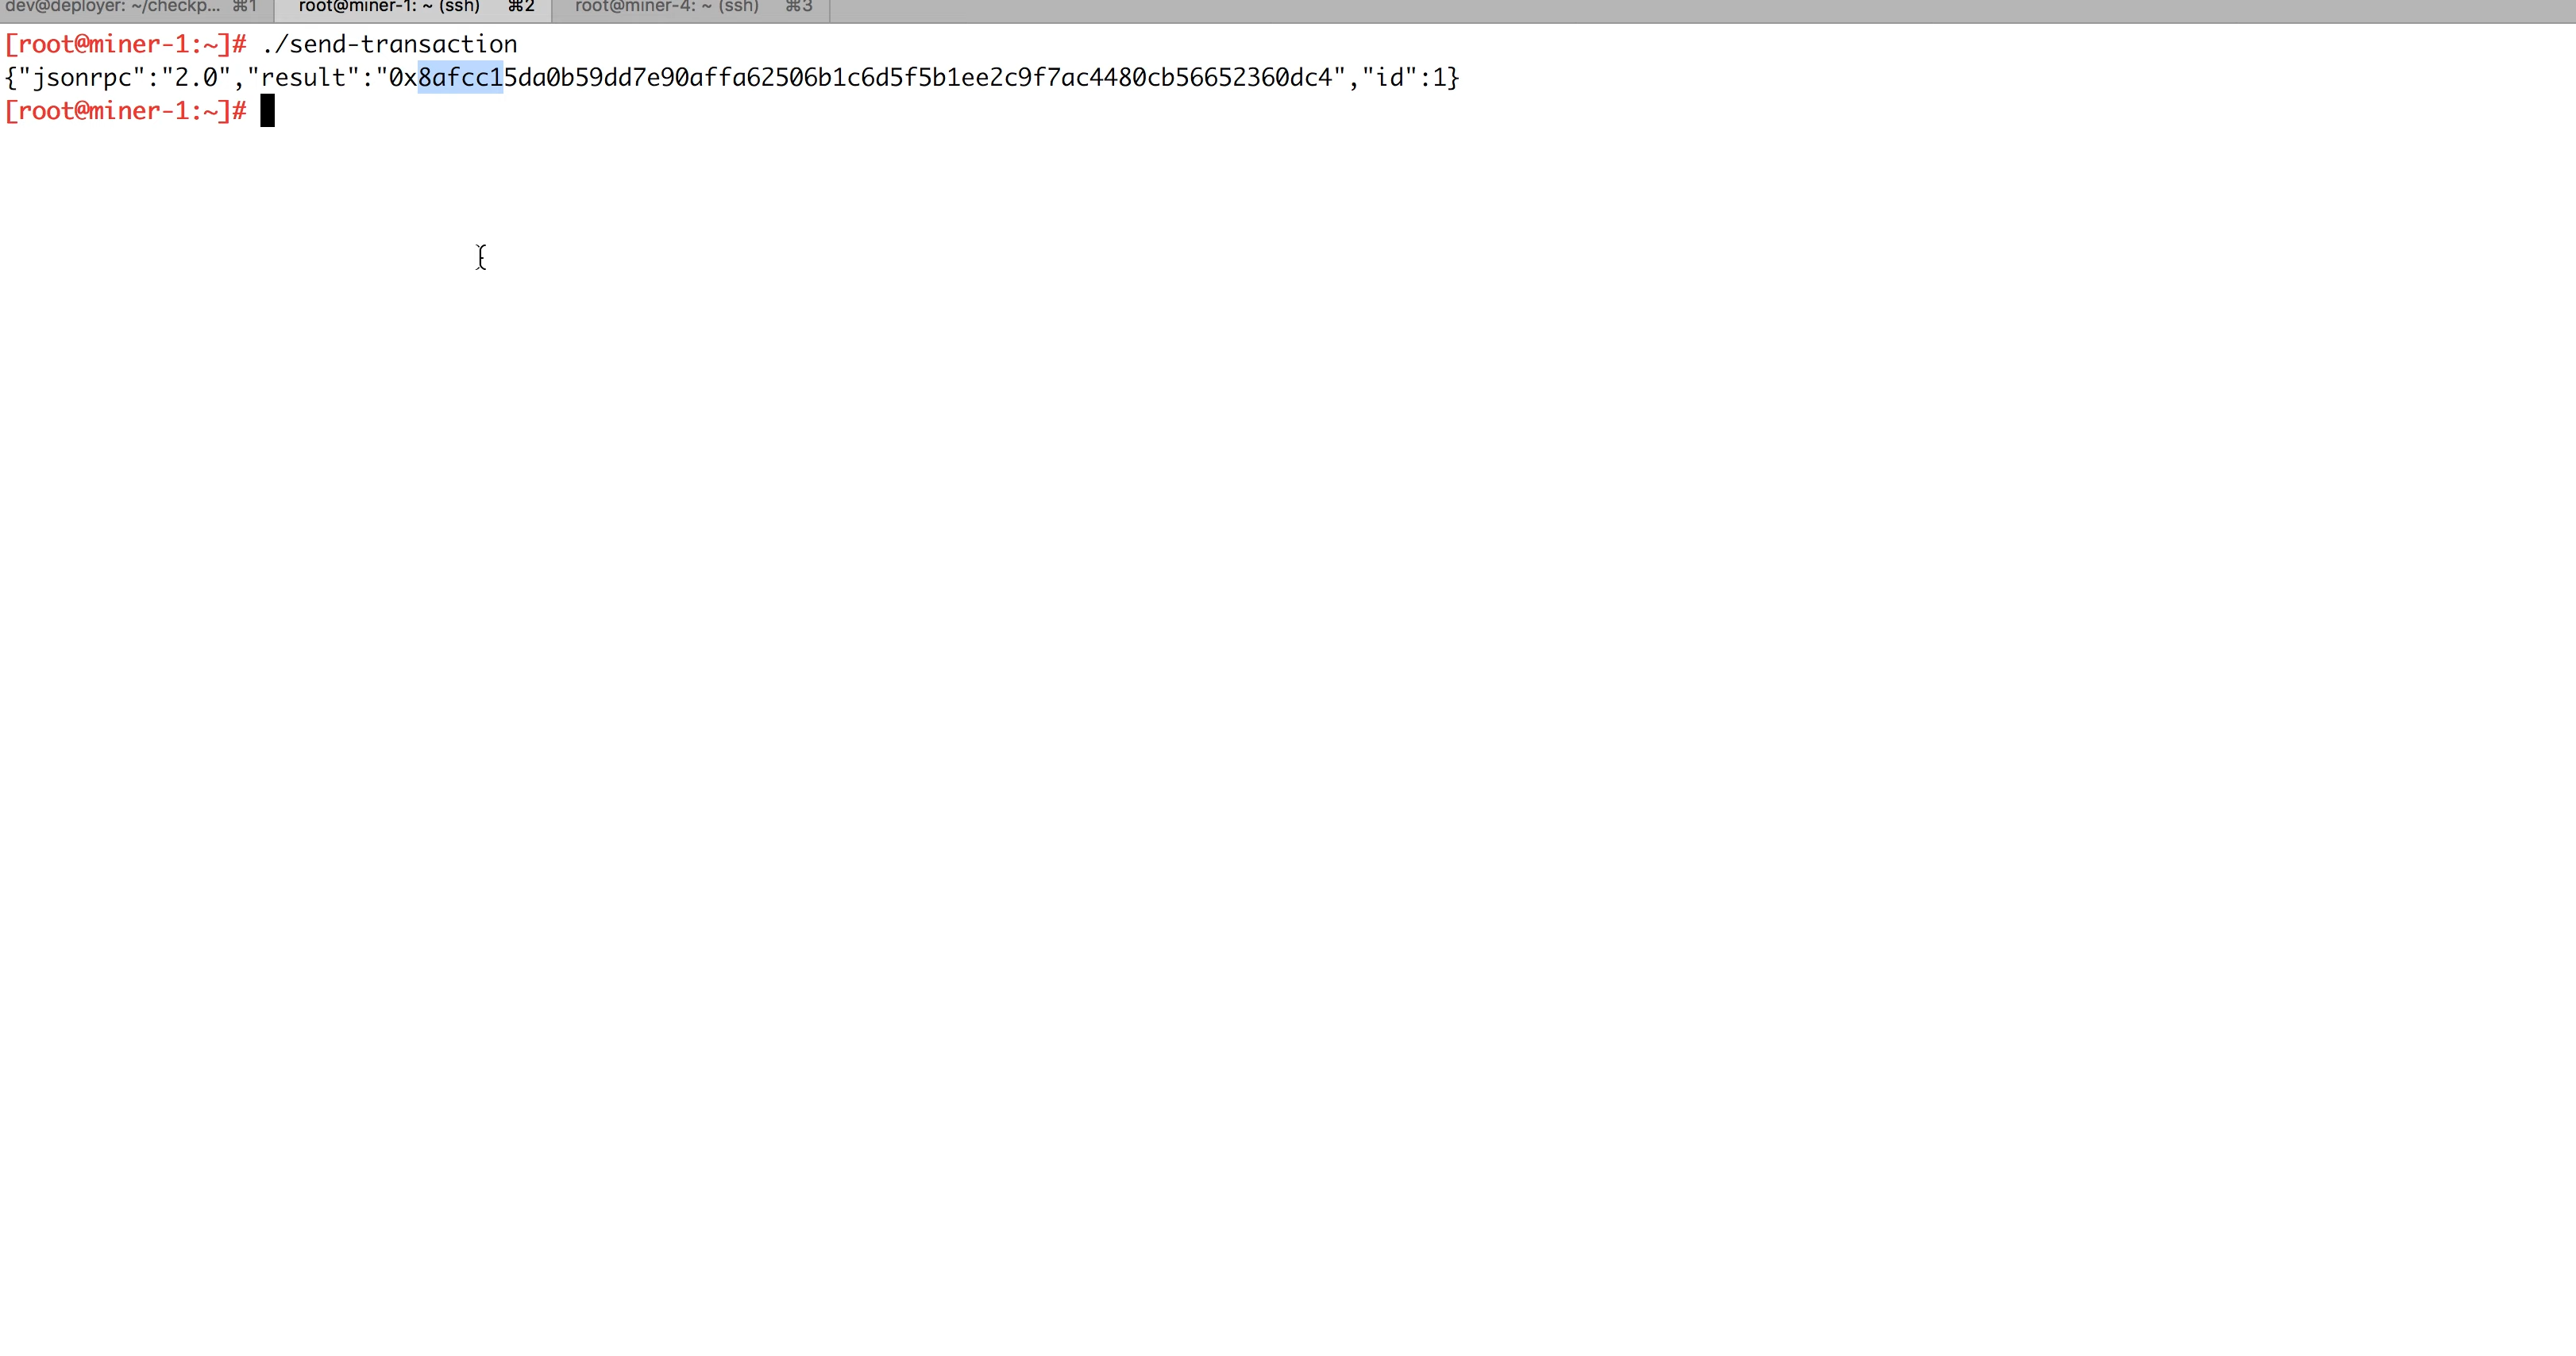 dev@deployer: ~/checkp... ⌘1 root@miner-1: ~ (ssh) ⌘2 root@miner-4: ~ (ssh) ⌘3
[root@miner-1:~]# ./send-transaction
{"jsonrpc":"2.0","result":"0x8afcc15da0b59dd7e90affa62506b1c6d5f5b1ee2c9f7ac4480cb56652360dc4","id":1}
[root@miner-1:~]#